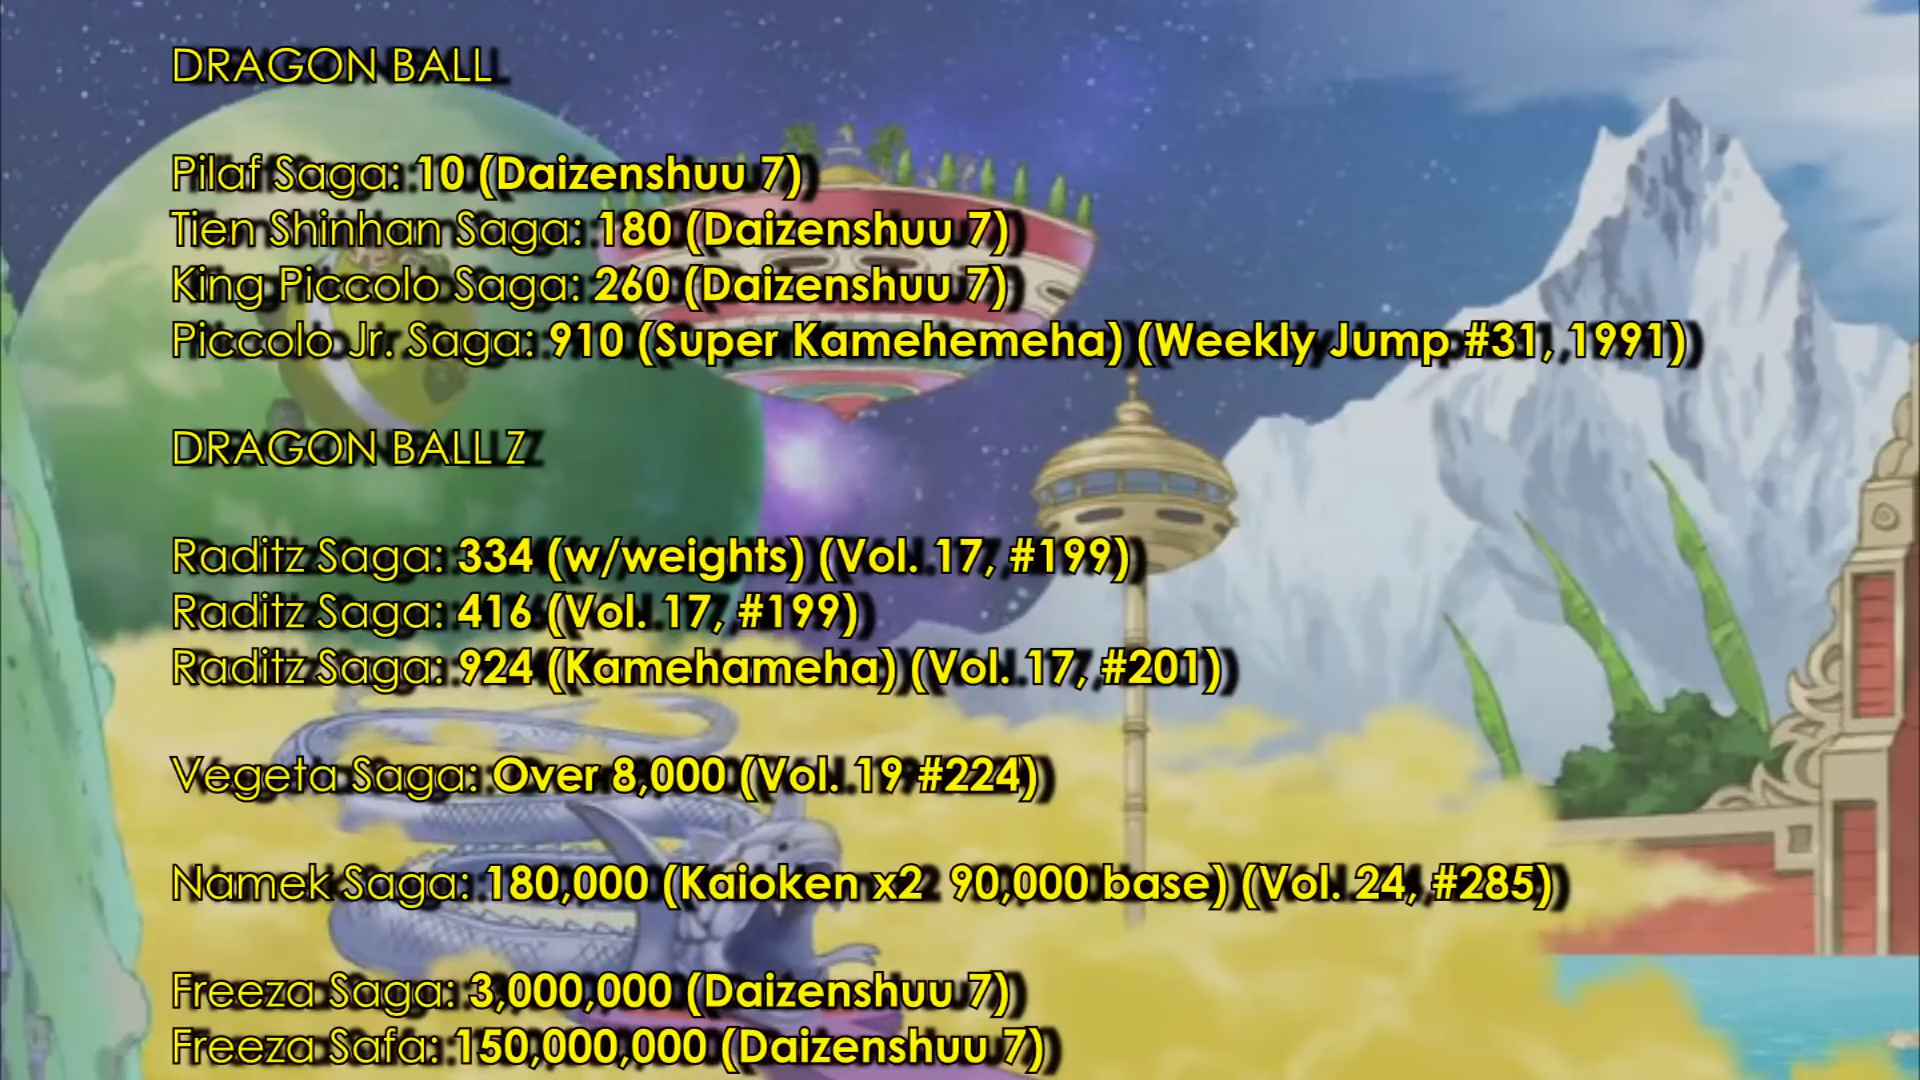 DRAGON BALL
Pilaf Saga: 10 (Daizenshuu 7)
Tien Shinhan Saga: 180 (Daizenshuu 7)
King Piccolo Saga: 260 (Daizenshuu 7)
Piccolo Jr. Saga: 910 (Super Kamehemeha) (Weekly Jump #31, 1991)
DRAGON BALL Z
Raditz Saga: 334 (w/weights) (Vol. 17, #199)
Raditz Saga: 416 (Vol. 17, #199)
Raditz Saga: 924 (Kamehameha) (Vol. 17, #201)
Vegeta Saga: Over 8,000 (Vol. 19 #224)
Namek Saga: 180,000 (Kaioken x2  90,000 base) (Vol. 24, #285)
Freeza Saga: 3,000,000 (Daizenshuu 7)
Freeza Safa: 150,000,000 (Daizenshuu 7)